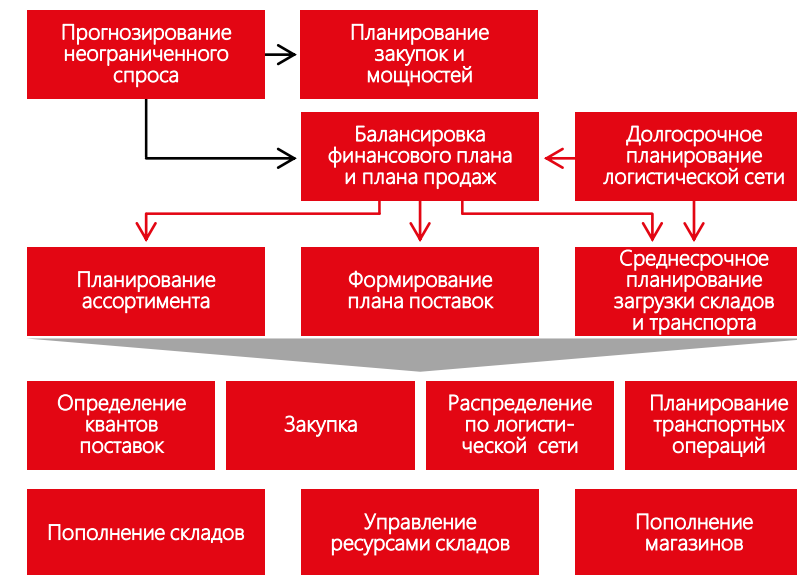 Прогнозирование
неограниченного
спроса
Планирование
закупок и
мощностей
Балансировка
финансового плана
и плана продаж
Долгосрочное
планирование
логистической сети
Планирование
ассортимента
Формирование
плана поставок
Среднесрочное
планирование
загрузки складов
и транспорта
Определение
квантов
поставок
Закупка
Распределение
по логисти-
ческой сети
Планирование
транспортных
операций
Пополнение складов
Управление
ресурсами складов
Пополнение
магазинов